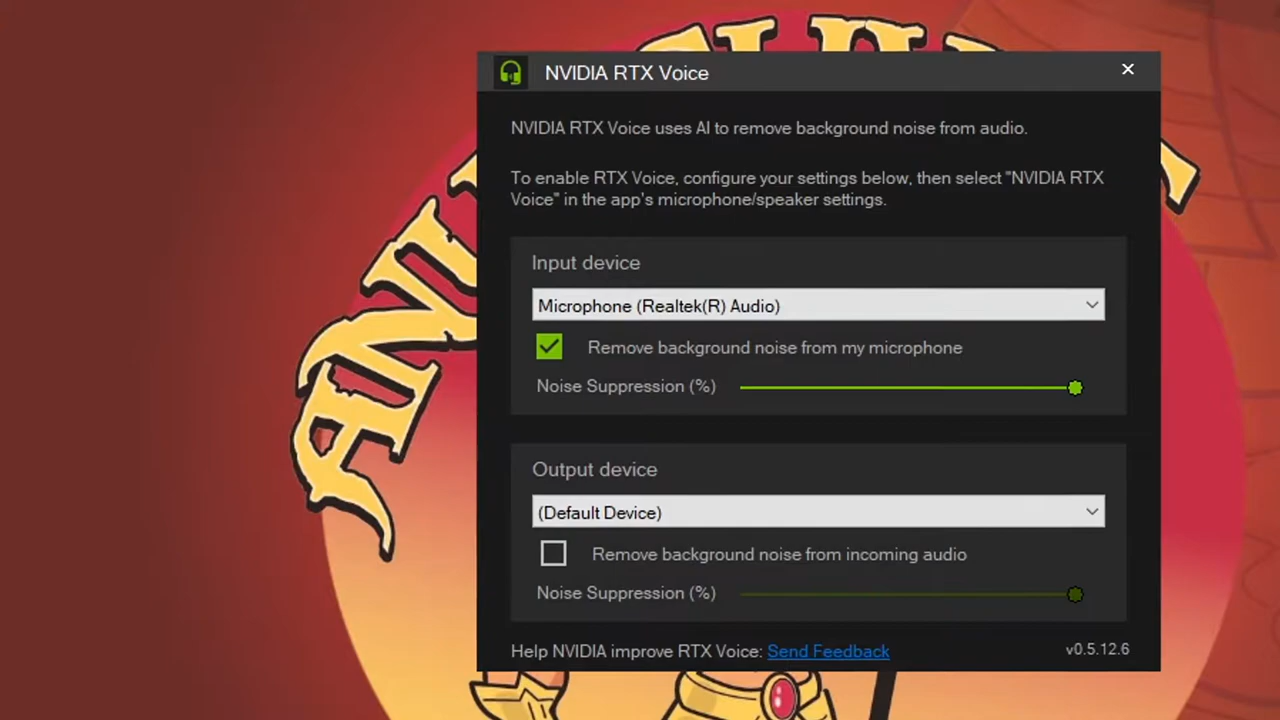 NVIDIA RTX Voice
NVIDIA RTX Voice uses AI to remove background noise from audio.
To enable RTX Voice, configure your settings below, then select "NVIDIA RTX
Voice" in the app's microphone/speaker settings.
Input device
Microphone (Realtek(R) Audio)
Remove background noise from my microphone
Noise Suppression (%)
Output device
(Default Device)
Remove background noise from incoming audio
Noise Suppression (%)
Help NVIDIA improve RTX Voice: Send Feedback
v0.5.12.6